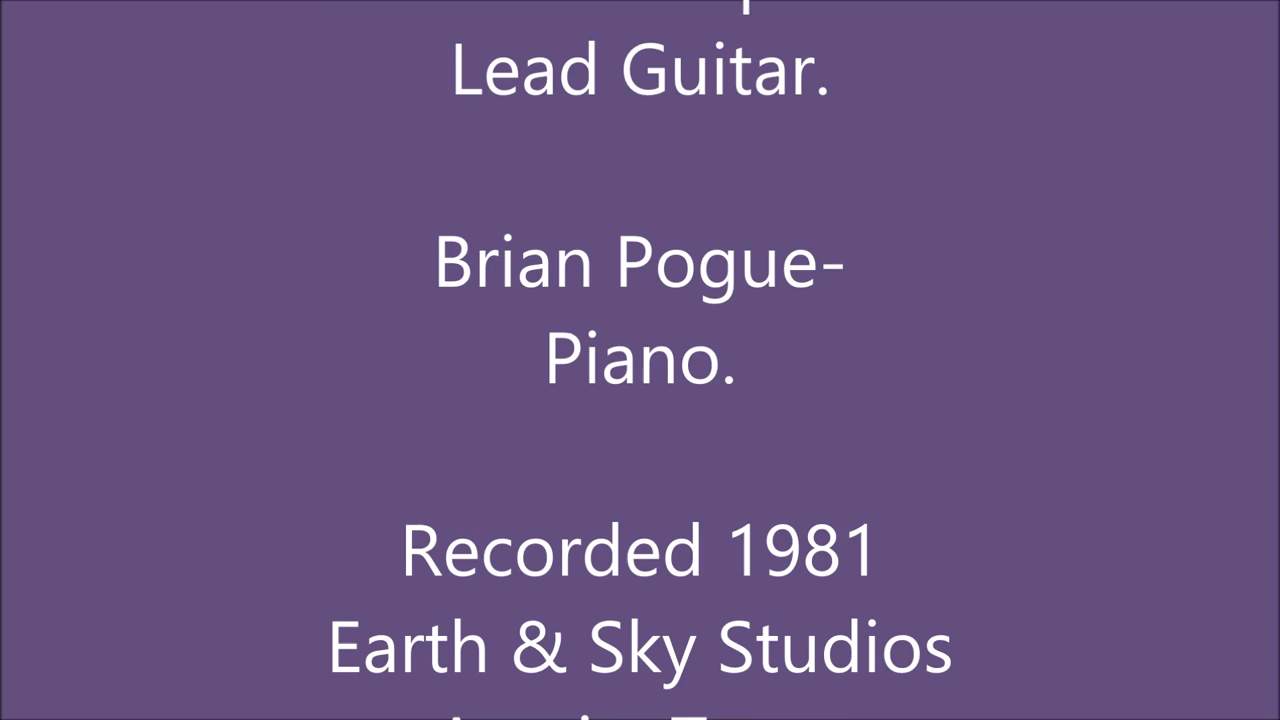 Lead Guitar.
Brian Pogue-
Piano.
Recorded 1981
Earth & Sky Studios